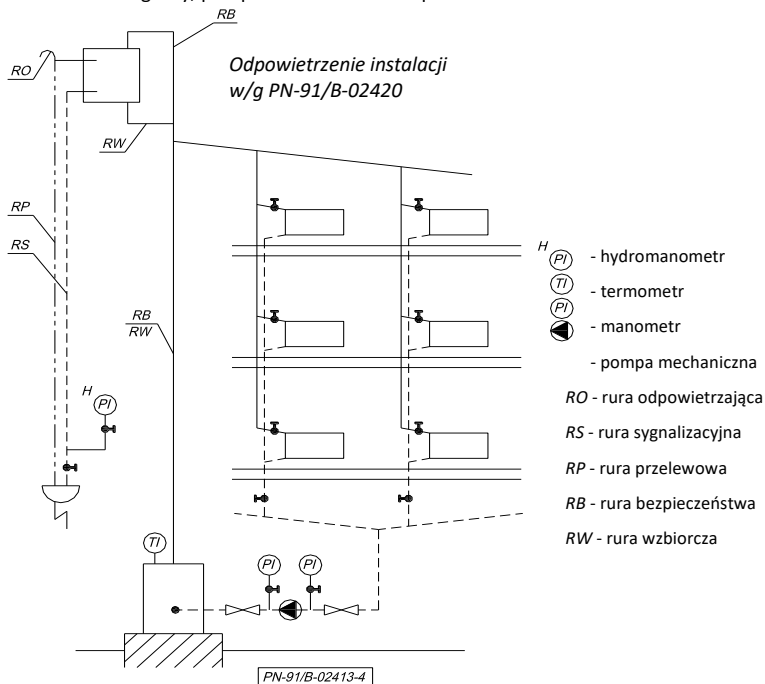 RB
RO
Odpowietrzenie instalacji
w/g PN-91/B-02420
RW
RP
RS
RB
RW
H
PI
TI
PI
PI
PN-91/B-02413-4
H
PI - hydromanometr
TI - termometr
PI
- manometr
- pompa mechaniczna
RO - rura odpowietrzająca
RS - rura sygnalizacyjna
RP - rura przelewowa
RB - rura bezpieczeństwa
RW - rura wzbiorcza